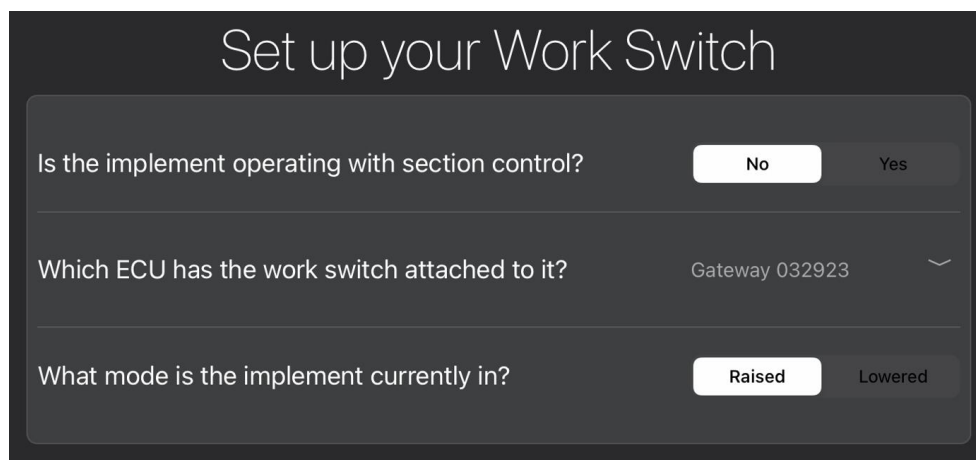 Set up your Work Switch
Is the implement operating with section control? No Yes
Which ECU has the work switch attached to it? Gateway 032923
What mode is the implement currently in? Raised Lowered